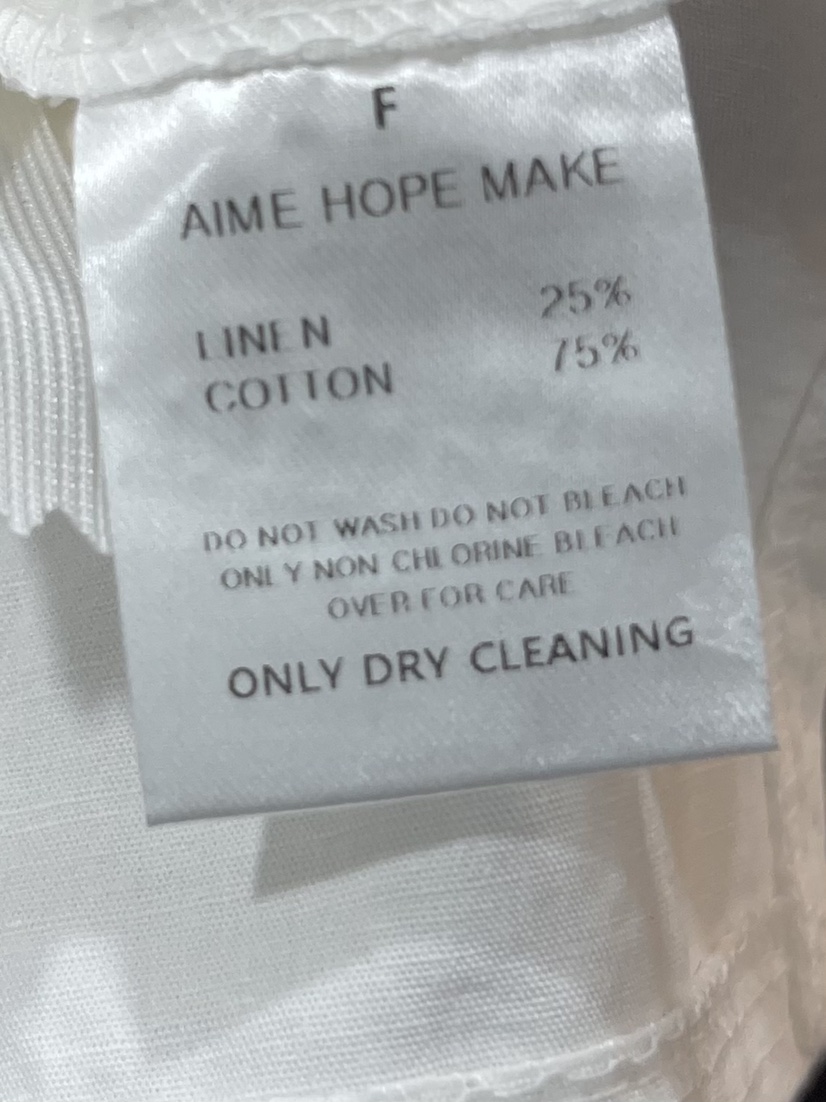 F
AIME HOPE MAKE
LINEN 25%
COTTON 75%
DO NOT WASH DO NOT BLEACH
ONLY NON CHLORINE BLEACH
OVER FOR CARE
ONLY DRY CLEANING